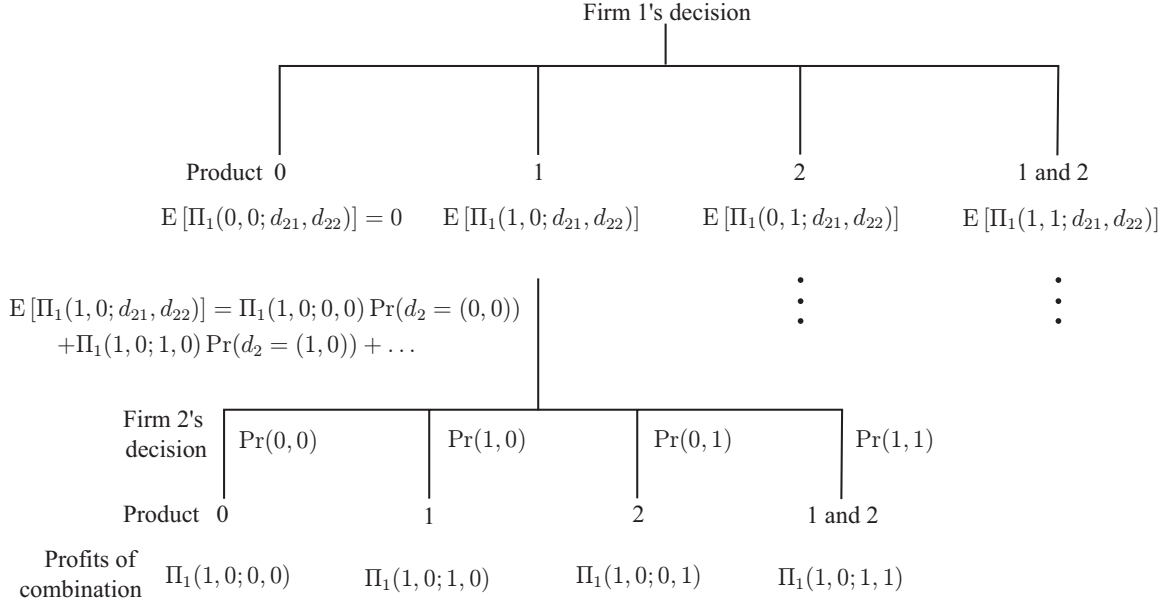 Firm 1's decision
Product 0 1 2 1 and 2
E [Π₁(0, 0; d₂₁, d₂₂)] = 0 E [Π₁(1, 0; d₂₁, d₂₂)] E [Π₁(0, 1; d₂₁, d₂₂)] E [Π₁(1, 1; d₂₁, d₂₂)]
E [Π₁(1, 0; d₂₁, d₂₂)] = Π₁(1, 0; 0, 0) Pr(d₂ = (0, 0))
+Π₁(1, 0; 1, 0) Pr(d₂ = (1, 0)) + . . .
Firm 2's
decision
Pr(0, 0) Pr(1, 0) Pr(0, 1) Pr(1, 1)
Product 0 1 2 1 and 2
Profits of
combination
Π₁(1, 0; 0, 0) Π₁(1, 0; 1, 0) Π₁(1, 0; 0, 1) Π₁(1, 0; 1, 1)